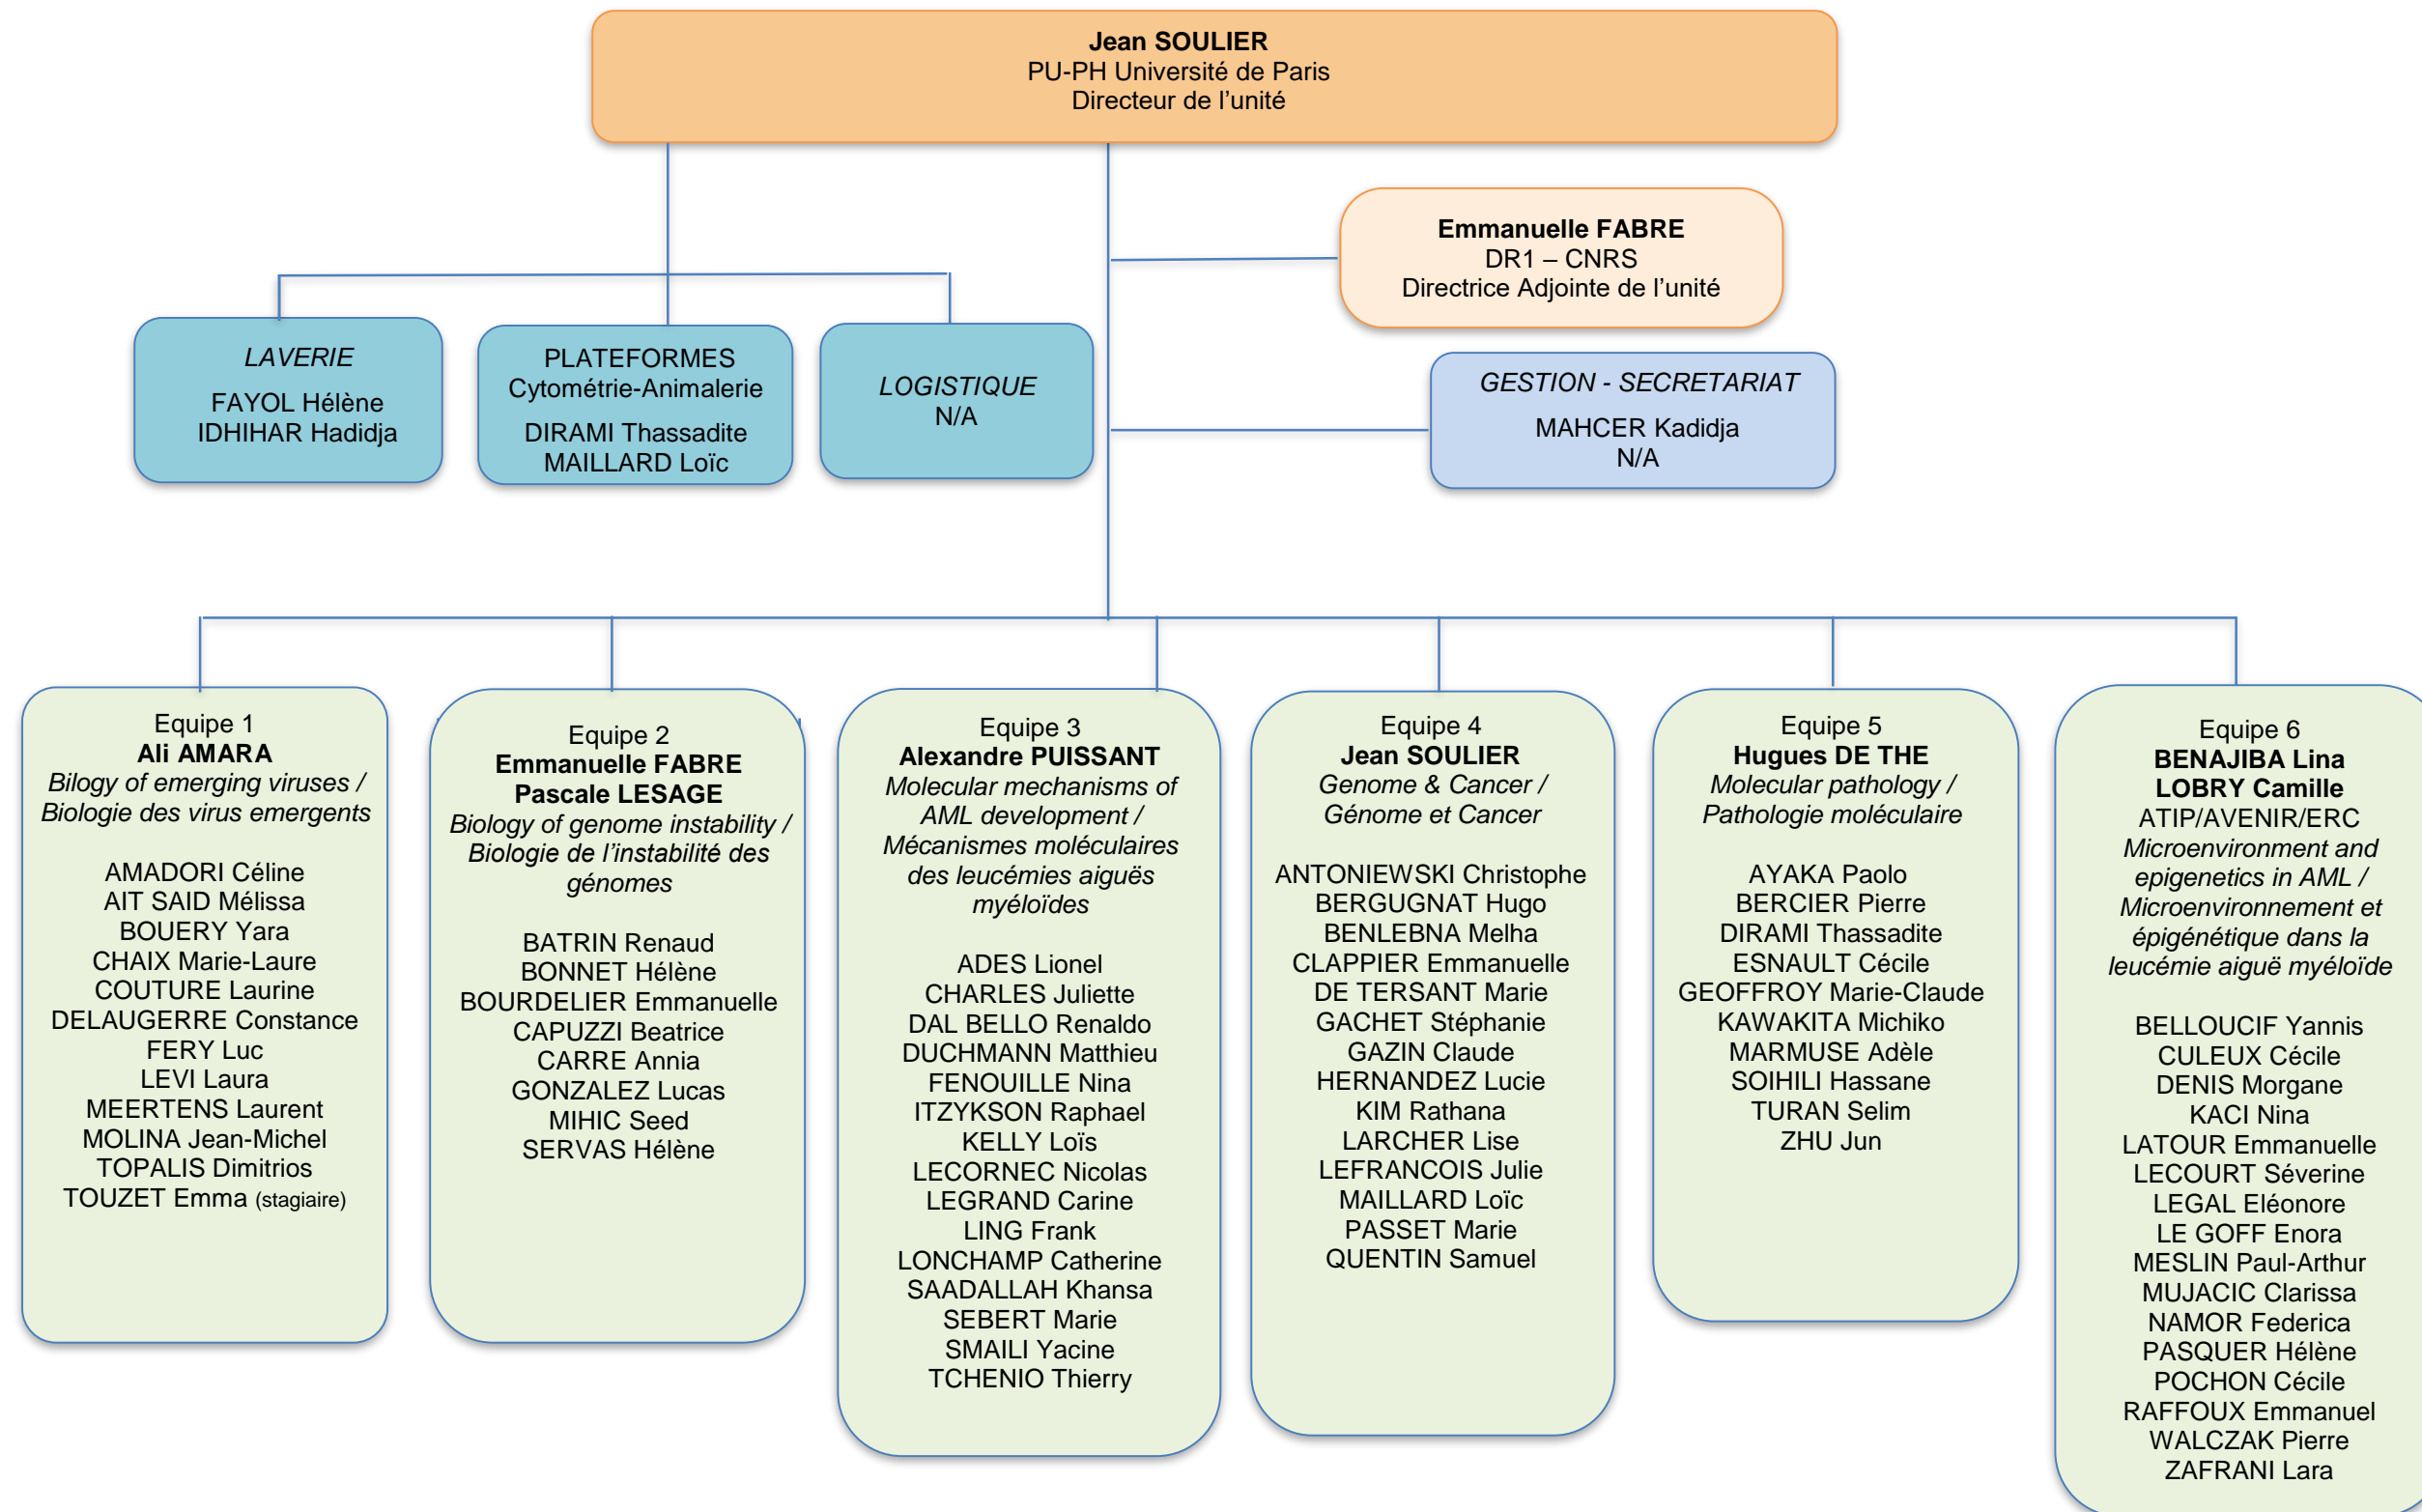 Jean SOULIER
PU-PH Université de Paris
Directeur de l’unité
Emmanuelle FABRE
DR1 – CNRS
Directrice Adjointe de l’unité
LAVERIE
FAYOL Hélène
IDHIHAR Hadidja
PLATEFORMES
Cytométrie-Animalerie
DIRAMI Thassadite
MAILLARD Loïc
LOGISTIQUE
N/A
GESTION - SECRETARIAT
MAHCER Kadidja
N/A
Equipe 1
Ali AMARA
Bilogy of emerging viruses /
Biologie des virus emergents
AMADORI Céline
AIT SAID Mélissa
BOUERY Yara
CHAIX Marie-Laure
COUTURE Laurine
DELAUGERRE Constance
FERY Luc
LEVI Laura
MEERTENS Laurent
MOLINA Jean-Michel
TOPALIS Dimitrios
TOUZET Emma (stagiaire)
Equipe 2
Emmanuelle FABRE
Pascale LESAGE
Biology of genome instability /
Biologie de l’instabilité des
génomes
BATRIN Renaud
BONNET Hélène
BOURDELIER Emmanuelle
CAPUZZI Beatrice
CARRE Annia
GONZALEZ Lucas
MIHIC Seed
SERVAS Hélène
Equipe 3
Alexandre PUISSANT
Molecular mechanisms of
AML development /
Mécanismes moléculaires
des leucémies aiguës
myéloïdes
ADES Lionel
CHARLES Juliette
DAL BELLO Renaldo
DUCHMANN Matthieu
FENOUILLE Nina
ITZYKSON Raphael
KELLY Loïs
LECORNEC Nicolas
LEGRAND Carine
LING Frank
LONCHAMP Catherine
SAADALLAH Khansa
SEBERT Marie
SMAILI Yacine
TCHENIO Thierry
Equipe 4
Jean SOULIER
Genome & Cancer /
Génome et Cancer
ANTONIEWSKI Christophe
BERGUGNAT Hugo
BENLEBNA Melha
CLAPPIER Emmanuelle
DE TERSANT Marie
GACHET Stéphanie
GAZIN Claude
HERNANDEZ Lucie
KIM Rathana
LARCHER Lise
LEFRANCOIS Julie
MAILLARD Loïc
PASSET Marie
QUENTIN Samuel
Equipe 5
Hugues DE THE
Molecular pathology /
Pathologie moléculaire
AYAKA Paolo
BERCIER Pierre
DIRAMI Thassadite
ESNAULT Cécile
GEOFFROY Marie-Claude
KAWAKITA Michiko
MARMUSE Adèle
SOIHILI Hassane
TURAN Selim
ZHU Jun
Equipe 6
BENAJIBA Lina
LOBRY Camille
ATIP/AVENIR/ERC
Microenvironment and
epigenetics in AML /
Microenvironnement et
épigénétique dans la
leucémie aiguë myéloïde
BELLOUCIF Yannis
CULEUX Cécile
DENIS Morgane
KACI Nina
LATOUR Emmanuelle
LECOURT Séverine
LEGAL Eléonore
LE GOFF Enora
MESLIN Paul-Arthur
MUJACIC Clarissa
NAMOR Federica
PASQUER Hélène
POCHON Cécile
RAFFOUX Emmanuel
WALCZAK Pierre
ZAFRANI Lara